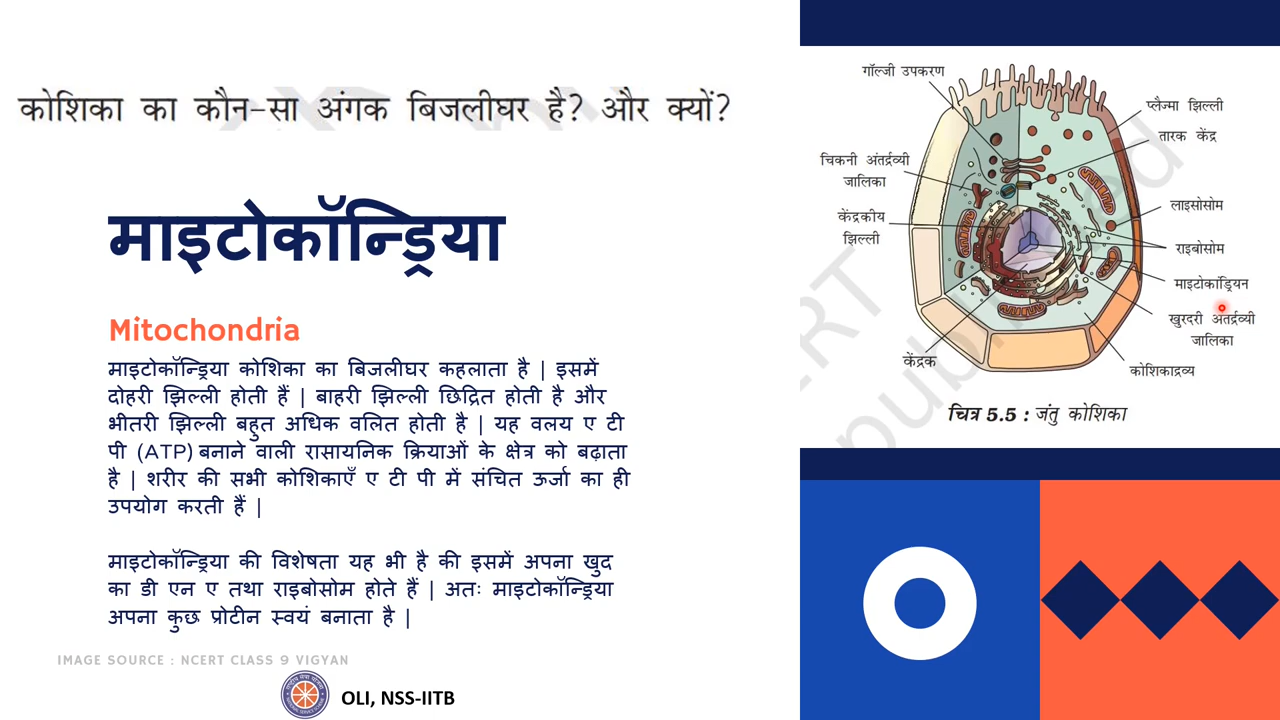 कोशिका का कौन-सा अंगक बिजलीघर है? और क्यों?
माइटोकॉन्ड्रिया
Mitochondria
माइटोकॉन्ड्रिया कोशिका का बिजलीघर कहलाता है | इसमें
दोहरी झिल्ली होती हैं | बाहरी झिल्ली छिद्रित होती है और
भीतरी झिल्ली बहुत अधिक वलित होती है | यह वलय ए टी
पी (ATP) बनाने वाली रासायनिक क्रियाओं के क्षेत्र को बढ़ाता
है | शरीर की सभी कोशिकाएँ ए टी पी में संचित ऊर्जा का ही
उपयोग करती हैं |
माइटोकॉन्ड्रिया की विशेषता यह भी है की इसमें अपना खुद
का डी एन ए तथा राइबोसोम होते हैं | अतः माइटोकॉन्ड्रिया
अपना कुछ प्रोटीन स्वयं बनाता है |
IMAGE SOURCE : NCERT CLASS 9 VIGYAN
OLI, NSS-IITB
गॉल्जी उपकरण
प्लैज्मा झिल्ली
तारक केंद्र
चिकनी अंतर्द्रव्यी
जालिका
लाइसोसोम
केंद्रकीय
झिल्ली
राइबोसोम
माइटोकांड्रियन
खुरदरी अंतर्द्रव्यी
जालिका
केंद्रक
कोशिकाद्रव्य
चित्र 5.5 : जंतु कोशिका